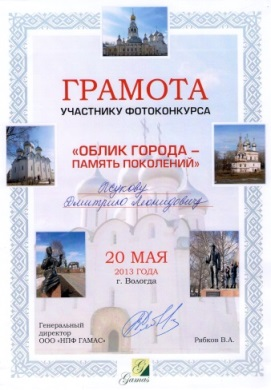 ГРАМОТА
УЧАСТНИКУ ФОТОКОНКУРСА
«ОБЛИК ГОРОДА –
ПАМЯТЬ ПОКОЛЕНИЙ»
Дмитрию Леонидовичу
20 МАЯ
2013 ГОДА
г. Вологда
Генеральный
директор
ООО «НПФ ГАМАС»
Рябков В.А.
Gamas